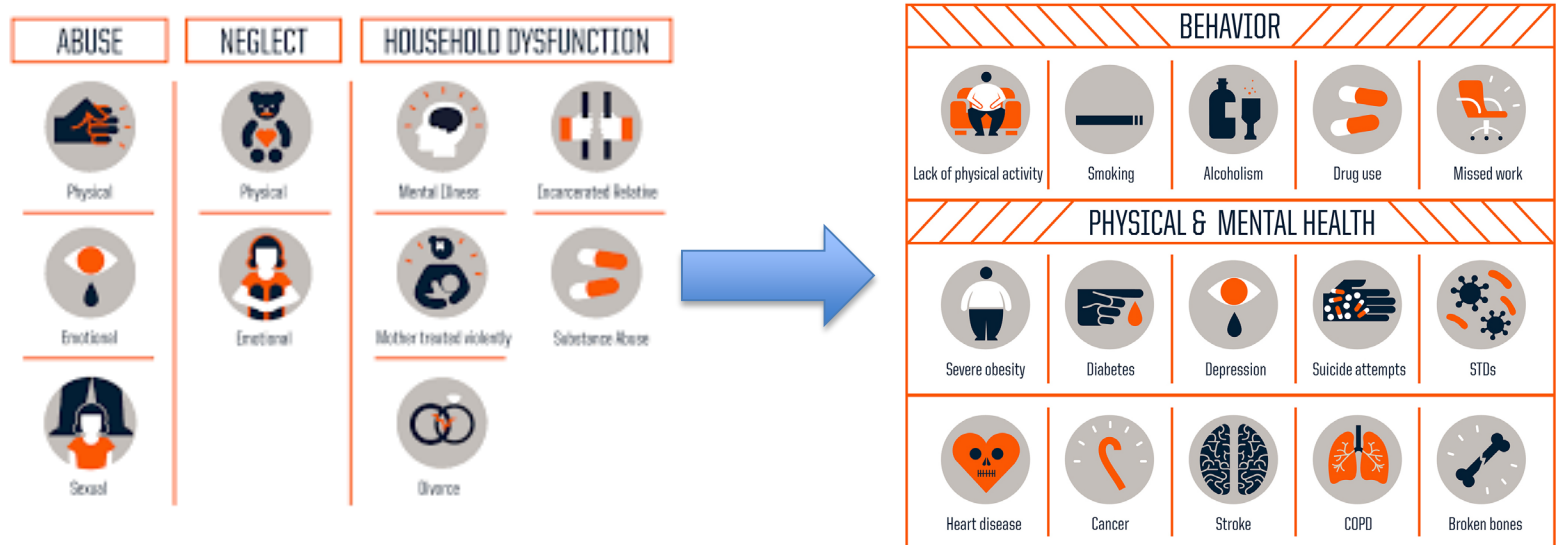 ABUSE
NEGLECT
HOUSEHOLD DYSFUNCTION
Physical
Physical
Mental Illness
Incarcerated Relative
Emotional
Emotional
Mother treated violently
Substance Abuse
Sexual
Divorce
BEHAVIOR
Lack of physical activity
Smoking
Alcoholism
Drug use
Missed work
PHYSICAL & MENTAL HEALTH
Severe obesity
Diabetes
Depression
Suicide attempts
STDs
Heart disease
Cancer
Stroke
COPD
Broken bones